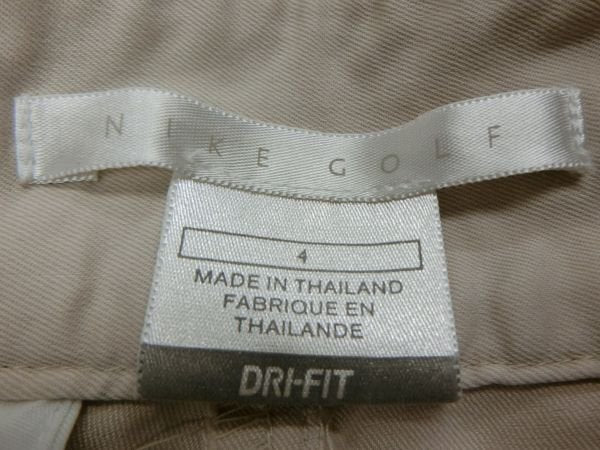 NIKE GOLF
4
MADE IN THAILAND
FABRIQUE EN
THAILANDE
DRI-FIT